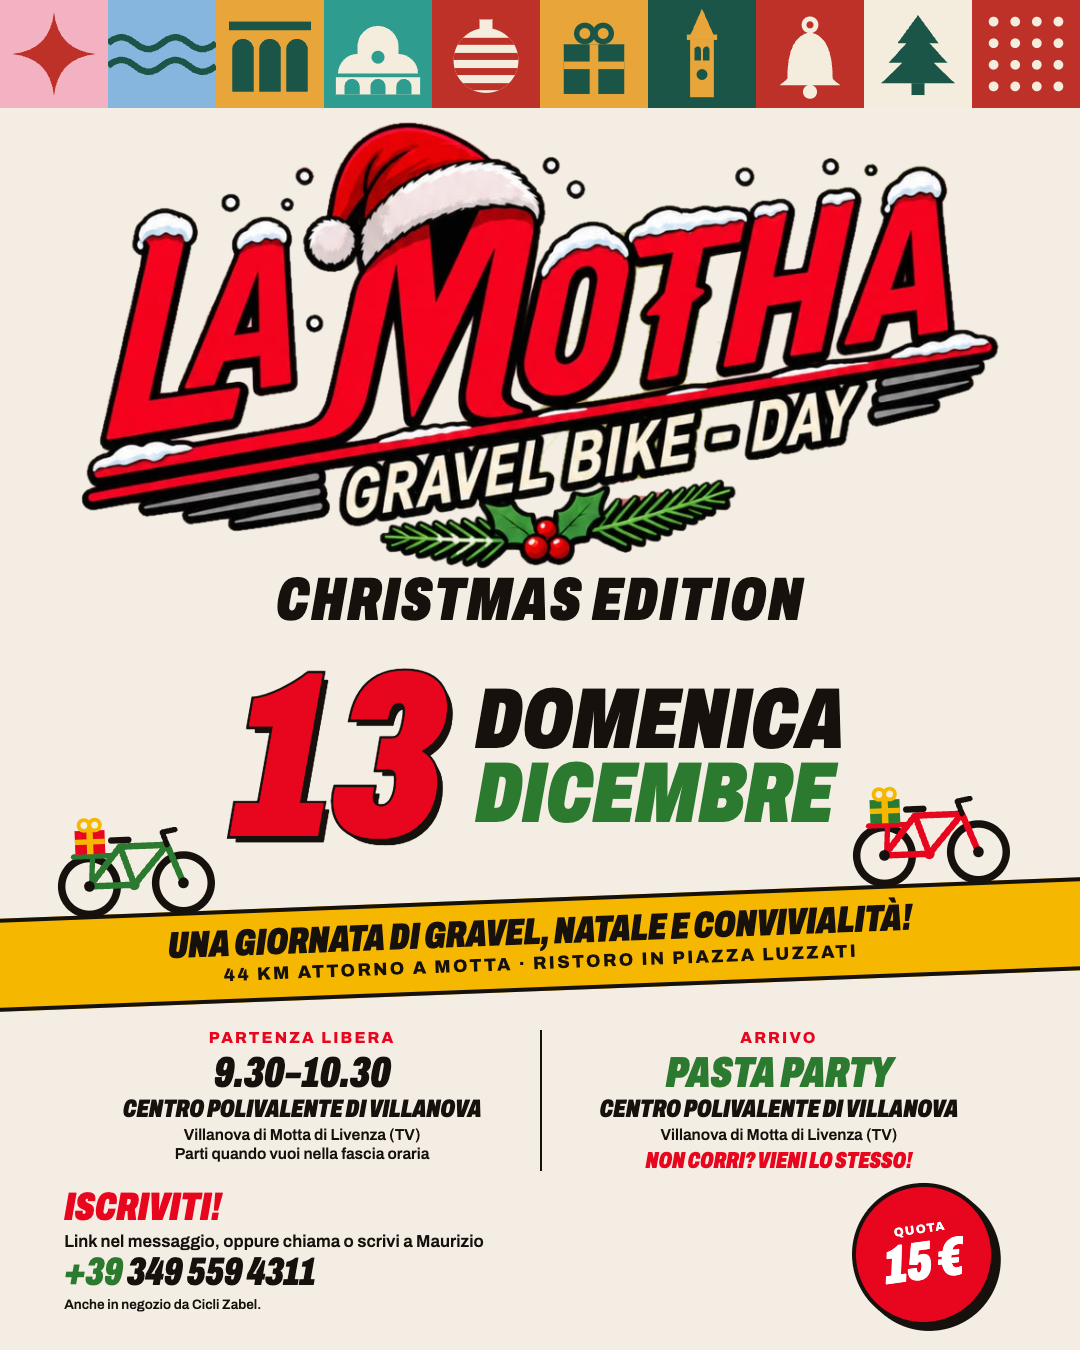 LA MOTHA
GRAVEL BIKE - DAY
CHRISTMAS EDITION
13 DOMENICA
DICEMBRE
UNA GIORNATA DI GRAVEL, NATALE E CONVIVIALITÀ!
44 KM ATTORNO A MOTTA · RISTORO IN PIAZZA LUZZATI
PARTENZA LIBERA
9.30–10.30
CENTRO POLIVALENTE DI VILLANOVA
Villanova di Motta di Livenza (TV)
Parti quando vuoi nella fascia oraria
ARRIVO
PASTA PARTY
CENTRO POLIVALENTE DI VILLANOVA
Villanova di Motta di Livenza (TV)
NON CORRI? VIENI LO STESSO!
ISCRIVITI!
Link nel messaggio, oppure chiama o scrivi a Maurizio
+39 349 559 4311
Anche in negozio da Cicli Zabel.
QUOTA
15 €